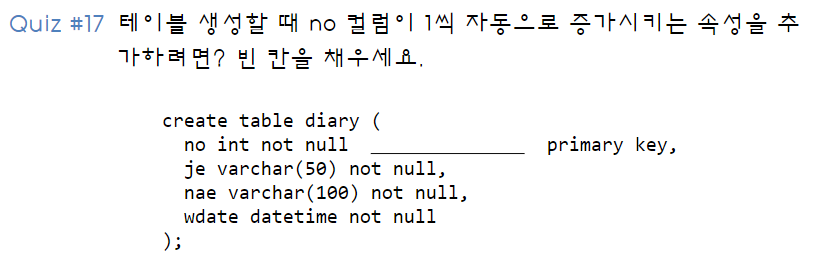 Quiz #17 테이블 생성할 때 no 컬럼이 1씩 자동으로 증가시키는 속성을 추
가하려면? 빈 칸을 채우세요.
create table diary (
no int not null ______________ primary key,
je varchar(50) not null,
nae varchar(100) not null,
wdate datetime not null
);